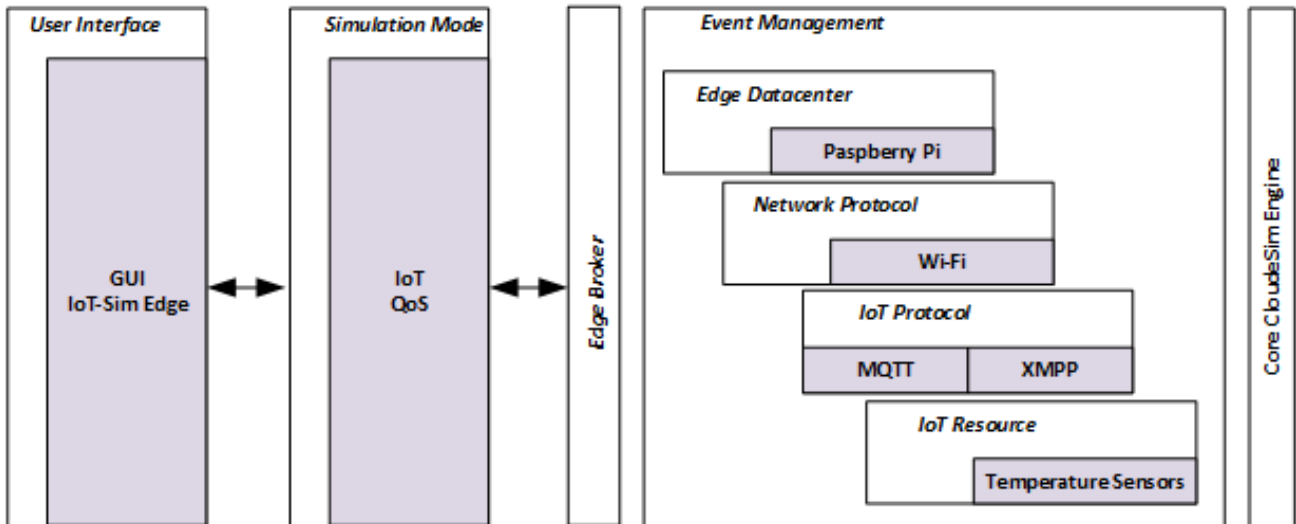 User Interface
GUI
IoT-Sim Edge
Simulation Mode
IoT
QoS
Edge Broker
Event Management
Edge Datacenter
Paspberry Pi
Network Protocol
Wi-Fi
IoT Protocol
MQTT
XMPP
IoT Resource
Temperature Sensors
Core CloudeSim Engine